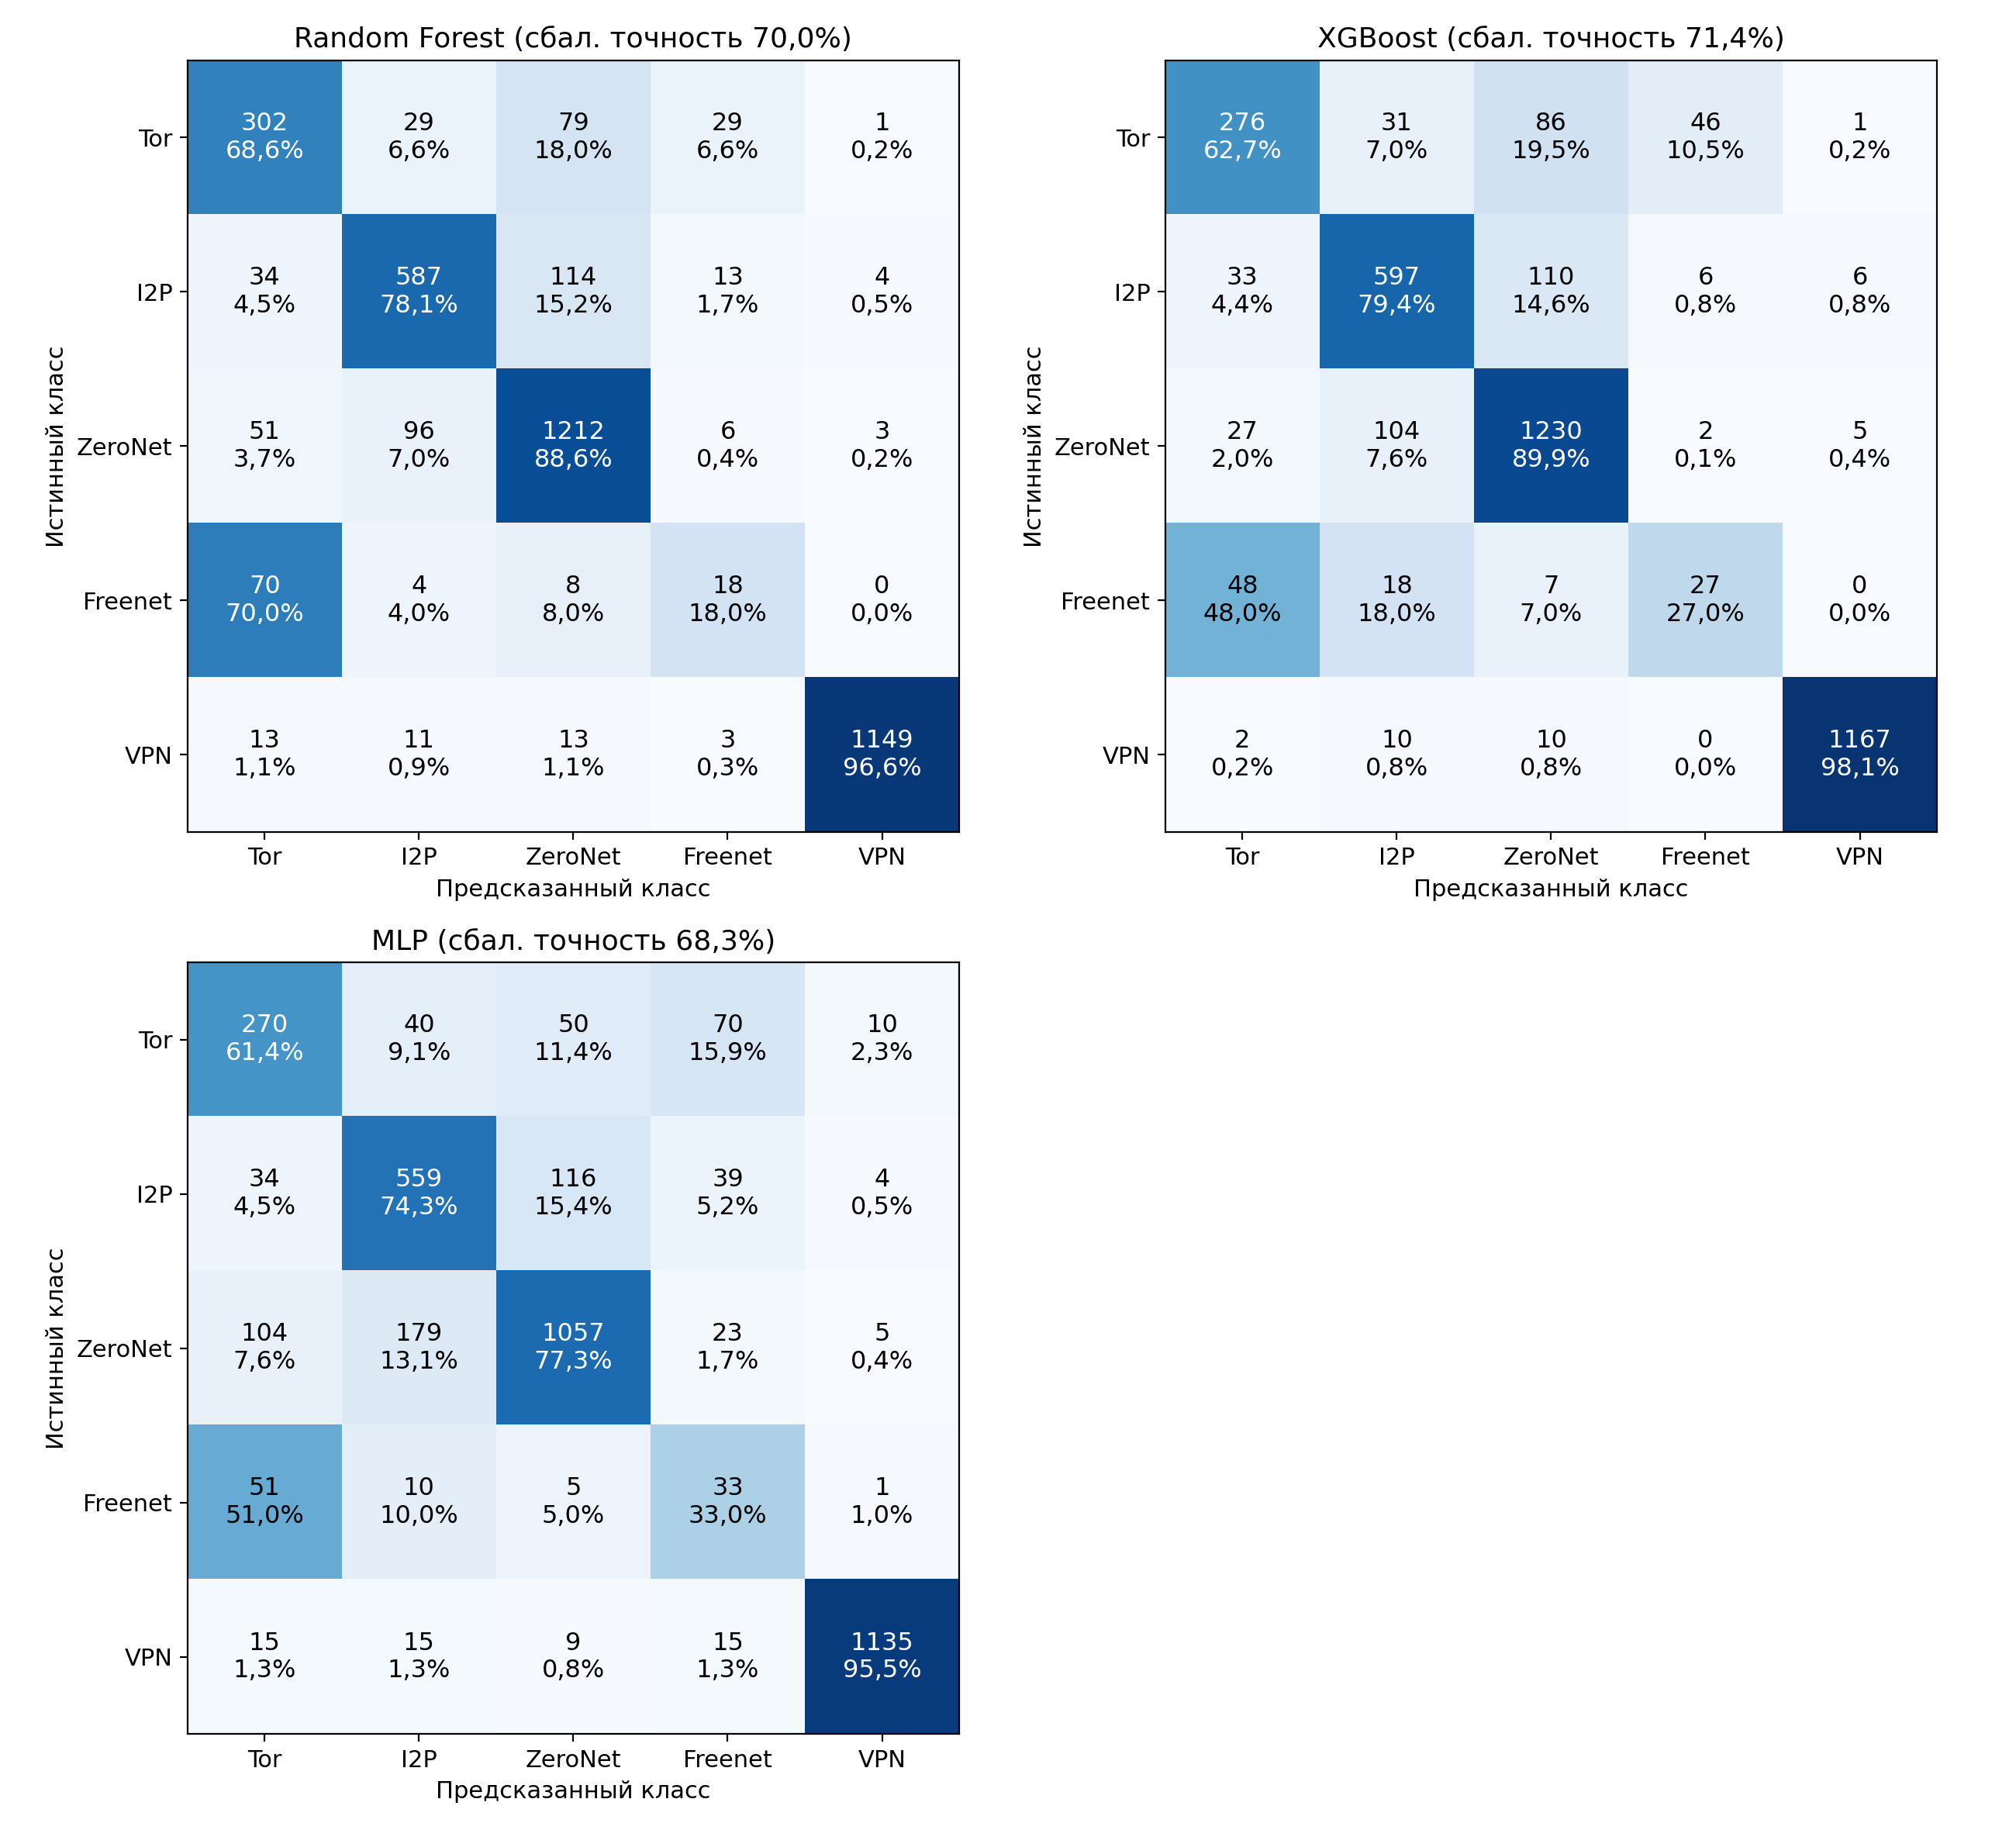 Random Forest (сбал. точность 70,0%)
Истинный класс
Tor
302 29 79 29 1
68,6% 6,6% 18,0% 6,6% 0,2%
I2P
34 587 114 13 4
4,5% 78,1% 15,2% 1,7% 0,5%
ZeroNet
51 96 1212 6 3
3,7% 7,0% 88,6% 0,4% 0,2%
Freenet
70 4 8 18 0
70,0% 4,0% 8,0% 18,0% 0,0%
VPN
13 11 13 3 1149
1,1% 0,9% 1,1% 0,3% 96,6%
Tor I2P ZeroNet Freenet VPN
Предсказанный класс
XGBoost (сбал. точность 71,4%)
Истинный класс
Tor
276 31 86 46 1
62,7% 7,0% 19,5% 10,5% 0,2%
I2P
33 597 110 6 6
4,4% 79,4% 14,6% 0,8% 0,8%
ZeroNet
27 104 1230 2 5
2,0% 7,6% 89,9% 0,1% 0,4%
Freenet
48 18 7 27 0
48,0% 18,0% 7,0% 27,0% 0,0%
VPN
2 10 10 0 1167
0,2% 0,8% 0,8% 0,0% 98,1%
Tor I2P ZeroNet Freenet VPN
Предсказанный класс
MLP (сбал. точность 68,3%)
Истинный класс
Tor
270 40 50 70 10
61,4% 9,1% 11,4% 15,9% 2,3%
I2P
34 559 116 39 4
4,5% 74,3% 15,4% 5,2% 0,5%
ZeroNet
104 179 1057 23 5
7,6% 13,1% 77,3% 1,7% 0,4%
Freenet
51 10 5 33 1
51,0% 10,0% 5,0% 33,0% 1,0%
VPN
15 15 9 15 1135
1,3% 1,3% 0,8% 1,3% 95,5%
Tor I2P ZeroNet Freenet VPN
Предсказанный класс